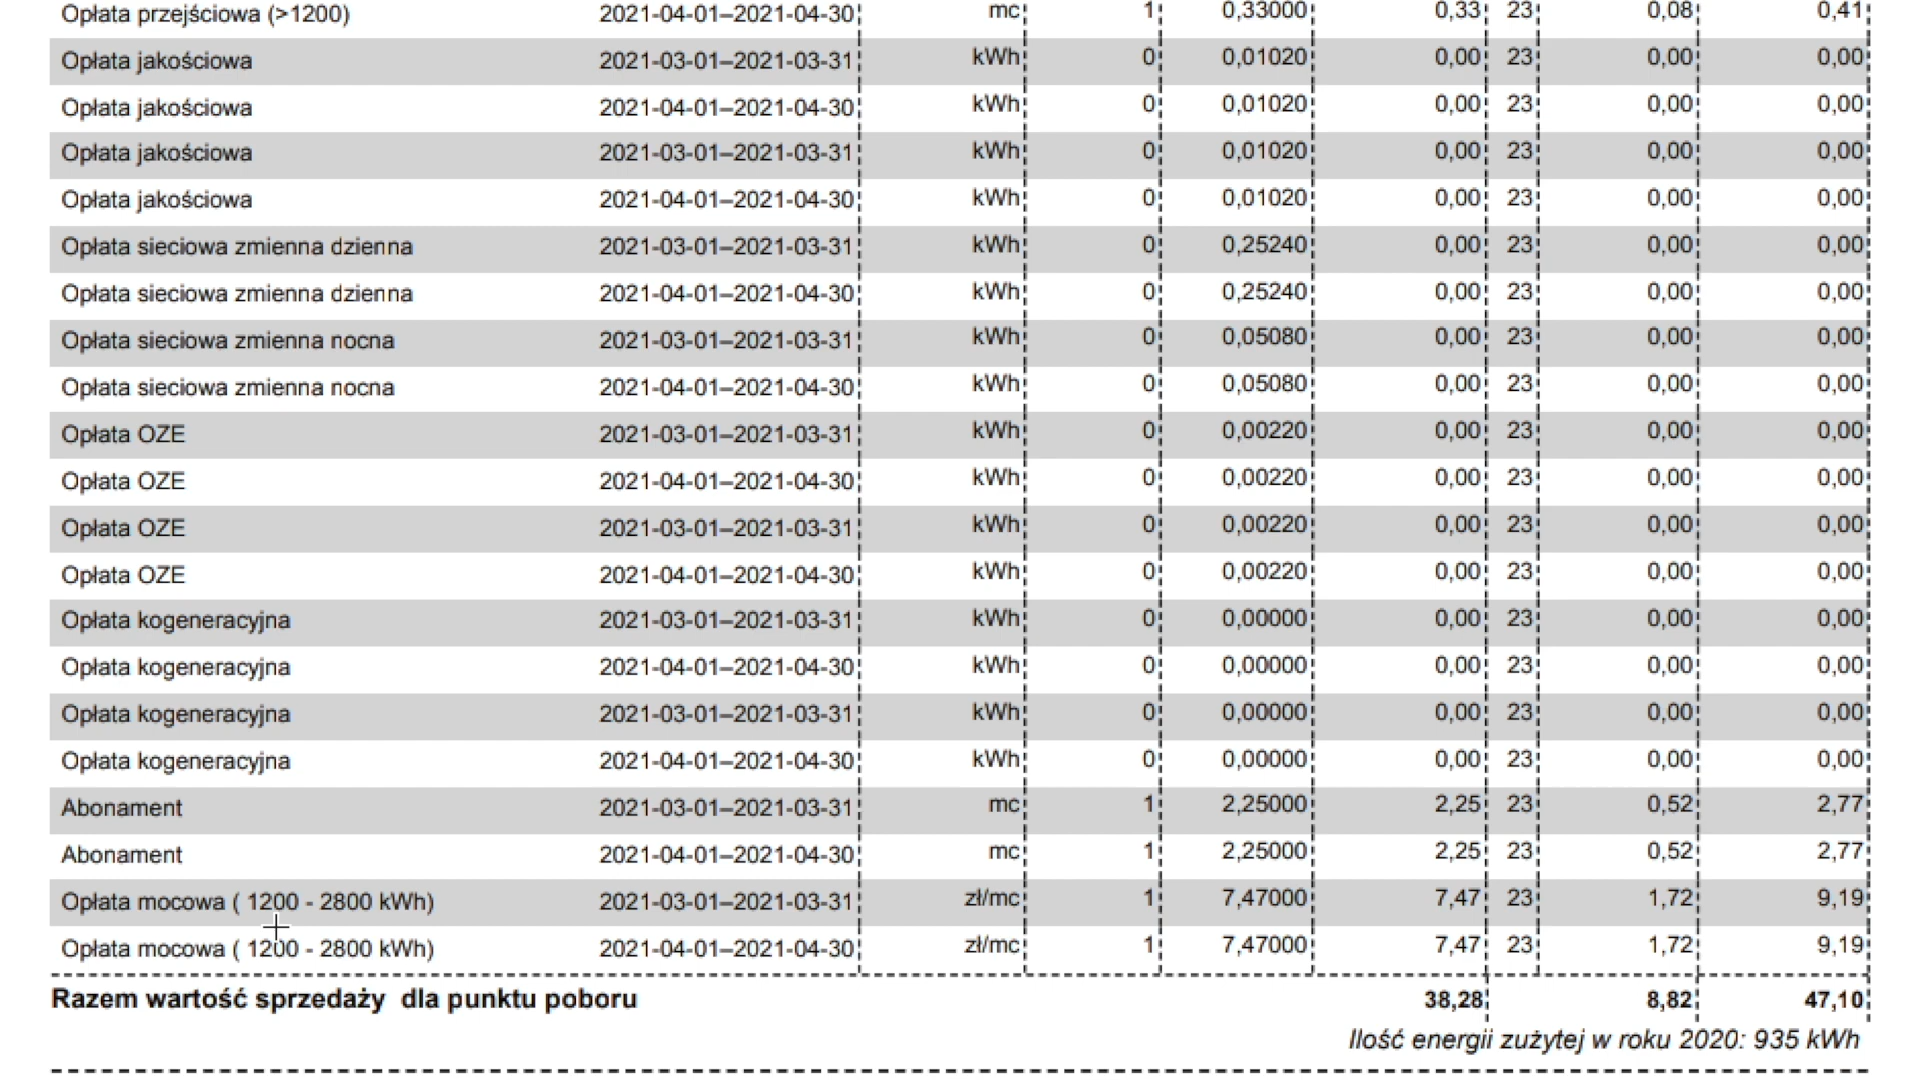 Opłata przejściowa (>1200) 2021-04-01–2021-04-30 mc 1 0,33000 0,33 23 0,08 0,41
Opłata jakościowa 2021-03-01–2021-03-31 kWh 0 0,01020 0,00 23 0,00 0,00
Opłata jakościowa 2021-04-01–2021-04-30 kWh 0 0,01020 0,00 23 0,00 0,00
Opłata jakościowa 2021-03-01–2021-03-31 kWh 0 0,01020 0,00 23 0,00 0,00
Opłata jakościowa 2021-04-01–2021-04-30 kWh 0 0,01020 0,00 23 0,00 0,00
Opłata sieciowa zmienna dzienna 2021-03-01–2021-03-31 kWh 0 0,25240 0,00 23 0,00 0,00
Opłata sieciowa zmienna dzienna 2021-04-01–2021-04-30 kWh 0 0,25240 0,00 23 0,00 0,00
Opłata sieciowa zmienna nocna 2021-03-01–2021-03-31 kWh 0 0,05080 0,00 23 0,00 0,00
Opłata sieciowa zmienna nocna 2021-04-01–2021-04-30 kWh 0 0,05080 0,00 23 0,00 0,00
Opłata OZE 2021-03-01–2021-03-31 kWh 0 0,00220 0,00 23 0,00 0,00
Opłata OZE 2021-04-01–2021-04-30 kWh 0 0,00220 0,00 23 0,00 0,00
Opłata OZE 2021-03-01–2021-03-31 kWh 0 0,00220 0,00 23 0,00 0,00
Opłata OZE 2021-04-01–2021-04-30 kWh 0 0,00220 0,00 23 0,00 0,00
Opłata kogeneracyjna 2021-03-01–2021-03-31 kWh 0 0,00000 0,00 23 0,00 0,00
Opłata kogeneracyjna 2021-04-01–2021-04-30 kWh 0 0,00000 0,00 23 0,00 0,00
Opłata kogeneracyjna 2021-03-01–2021-03-31 kWh 0 0,00000 0,00 23 0,00 0,00
Opłata kogeneracyjna 2021-04-01–2021-04-30 kWh 0 0,00000 0,00 23 0,00 0,00
Abonament 2021-03-01–2021-03-31 mc 1 2,25000 2,25 23 0,52 2,77
Abonament 2021-04-01–2021-04-30 mc 1 2,25000 2,25 23 0,52 2,77
Opłata mocowa ( 1200 - 2800 kWh) 2021-03-01–2021-03-31 zł/mc 1 7,47000 7,47 23 1,72 9,19
Opłata mocowa ( 1200 - 2800 kWh) 2021-04-01–2021-04-30 zł/mc 1 7,47000 7,47 23 1,72 9,19
Razem wartość sprzedaży dla punktu poboru 38,28 8,82 47,10
Ilość energii zużytej w roku 2020: 935 kWh